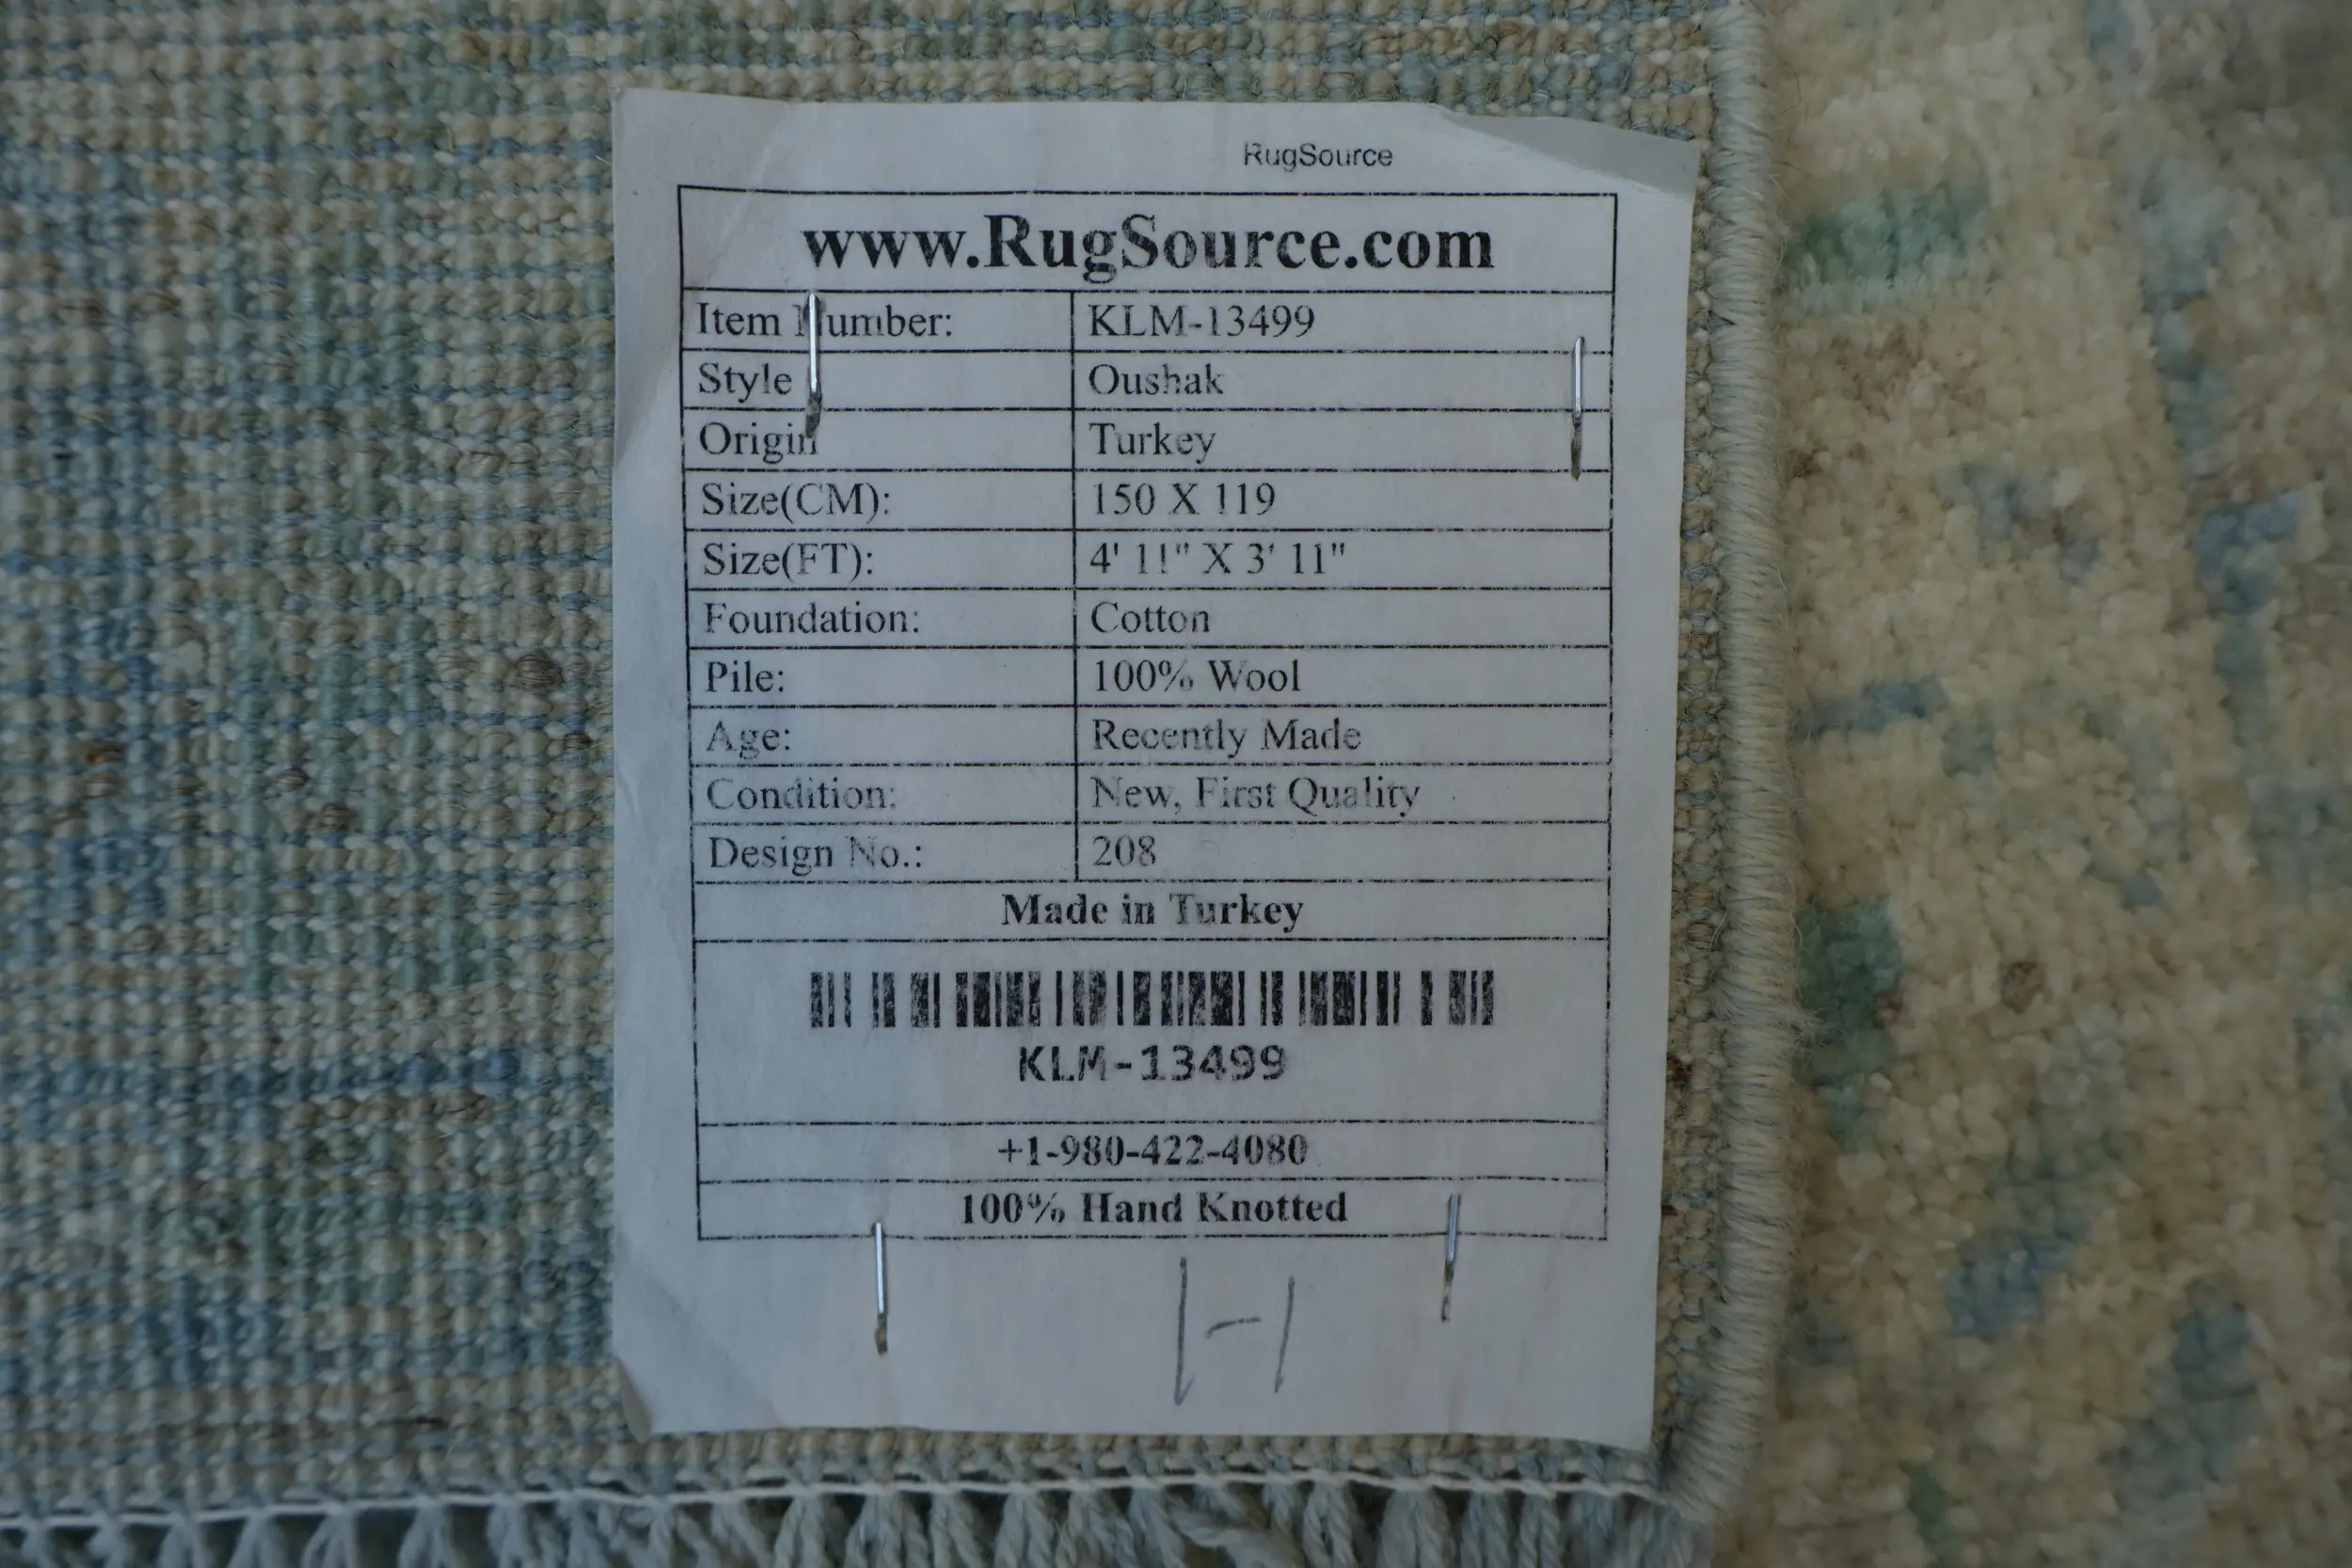 RugSource
www.RugSource.com
Item Number: KLM-13499
Style Oushak
Origin Turkey
Size(CM): 150 X 119
Size(FT): 4' 11" X 3' 11"
Foundation: Cotton
Pile: 100% Wool
Age: Recently Made
Condition: New, First Quality
Design No.: 208
Made in Turkey
KLM-13499
+1-980-422-4080
100% Hand Knotted
1-1